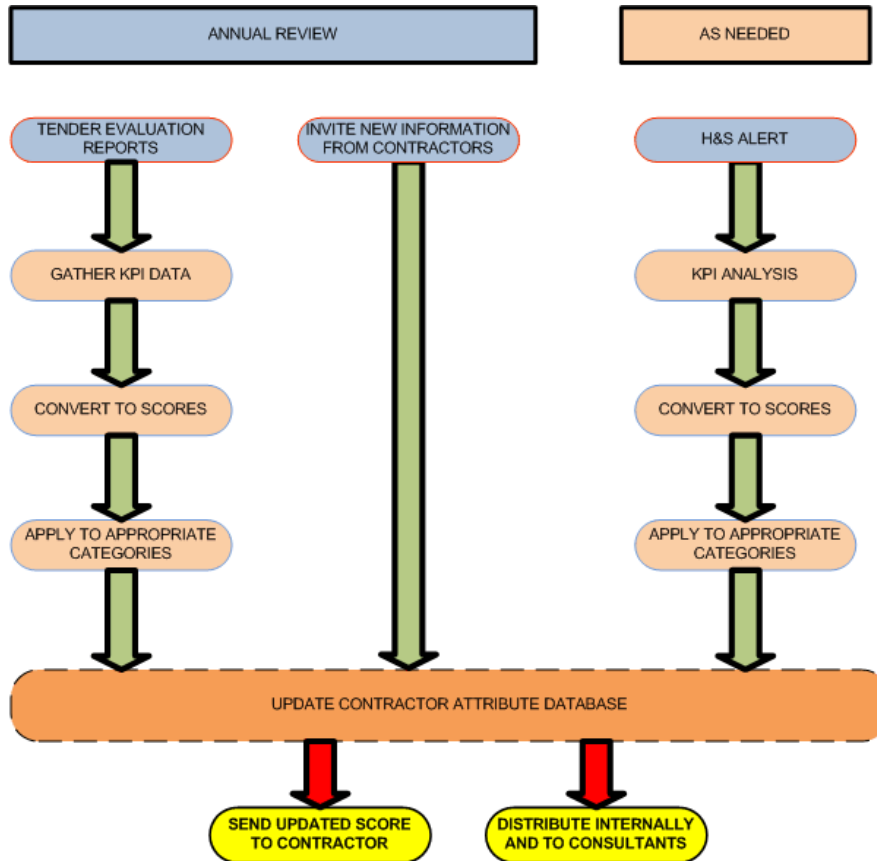 ANNUAL REVIEW
AS NEEDED
TENDER EVALUATION
REPORTS
INVITE NEW INFORMATION
FROM CONTRACTORS
H&S ALERT
GATHER KPI DATA
KPI ANALYSIS
CONVERT TO SCORES
CONVERT TO SCORES
APPLY TO APPROPRIATE
CATEGORIES
APPLY TO APPROPRIATE
CATEGORIES
UPDATE CONTRACTOR ATTRIBUTE DATABASE
SEND UPDATED SCORE
TO CONTRACTOR
DISTRIBUTE INTERNALLY
AND TO CONSULTANTS